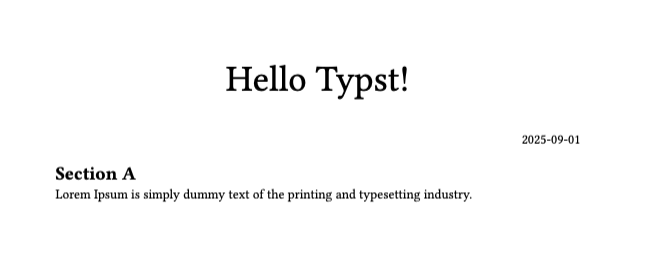 Hello Typst!
2025-09-01
Section A
Lorem Ipsum is simply dummy text of the printing and typesetting industry.